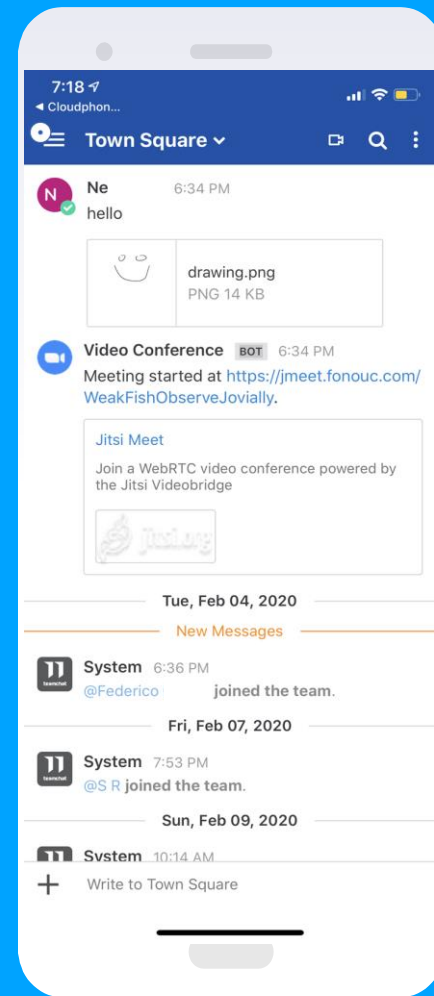 7:18
◀ Cloudphon...
Town Square
N
Ne 6:34 PM
hello
drawing.png
PNG 14 KB
Video Conference BOT 6:34 PM
Meeting started at https://jmeet.fonouc.com/
WeakFishObserveJovially.
Jitsi Meet
Join a WebRTC video conference powered by
the Jitsi Videobridge
jitsi.org
Tue, Feb 04, 2020
New Messages
teamchat
System 6:36 PM
@Federico joined the team.
Fri, Feb 07, 2020
teamchat
System 7:53 PM
@S R joined the team.
Sun, Feb 09, 2020
System 10:14 AM
+ Write to Town Square